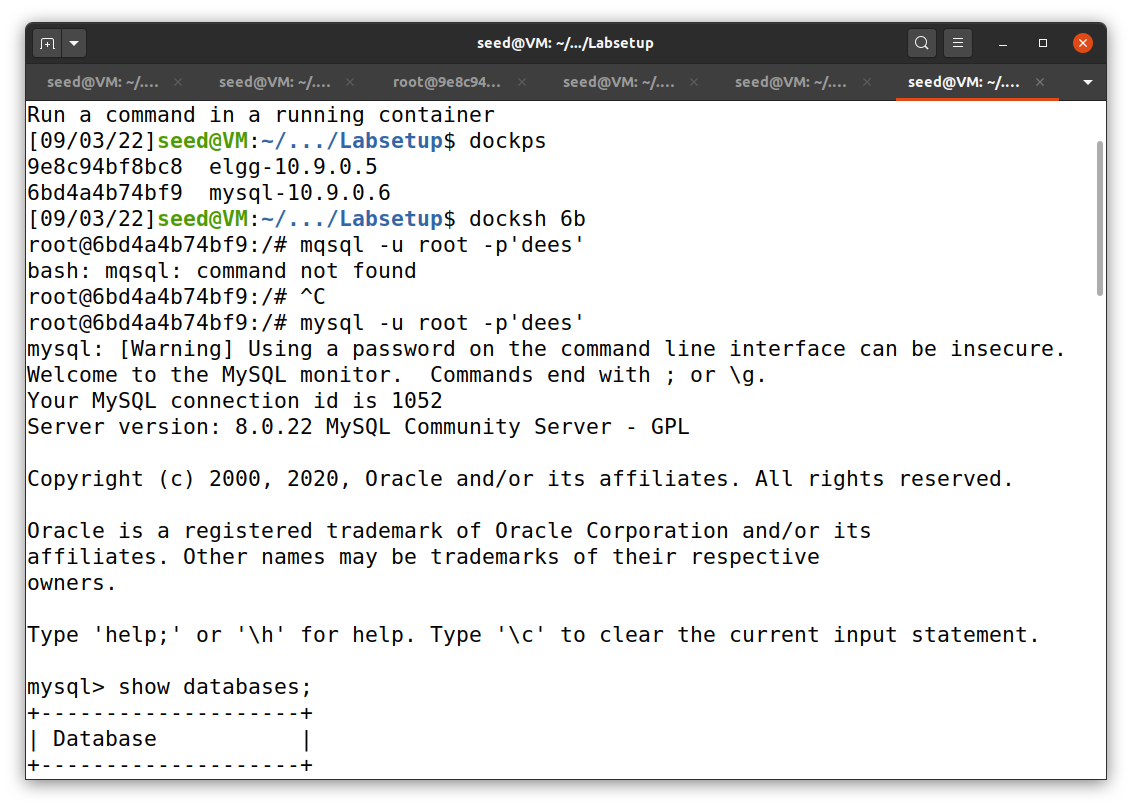 seed@VM: ~/.../Labsetup
seed@VM: ~/.... seed@VM: ~/.... root@9e8c94... seed@VM: ~/.... seed@VM: ~/.... seed@VM: ~/....
Run a command in a running container
[09/03/22]seed@VM:~/.../Labsetup$ dockps
9e8c94bf8bc8  elgg-10.9.0.5
6bd4a4b74bf9  mysql-10.9.0.6
[09/03/22]seed@VM:~/.../Labsetup$ docksh 6b
root@6bd4a4b74bf9:/# mqsql -u root -p'dees'
bash: mqsql: command not found
root@6bd4a4b74bf9:/# ^C
root@6bd4a4b74bf9:/# mysql -u root -p'dees'
mysql: [Warning] Using a password on the command line interface can be insecure.
Welcome to the MySQL monitor.  Commands end with ; or \g.
Your MySQL connection id is 1052
Server version: 8.0.22 MySQL Community Server - GPL

Copyright (c) 2000, 2020, Oracle and/or its affiliates. All rights reserved.

Oracle is a registered trademark of Oracle Corporation and/or its
affiliates. Other names may be trademarks of their respective
owners.

Type 'help;' or '\h' for help. Type '\c' to clear the current input statement.

mysql> show databases;
+--------------------+
| Database           |
+--------------------+